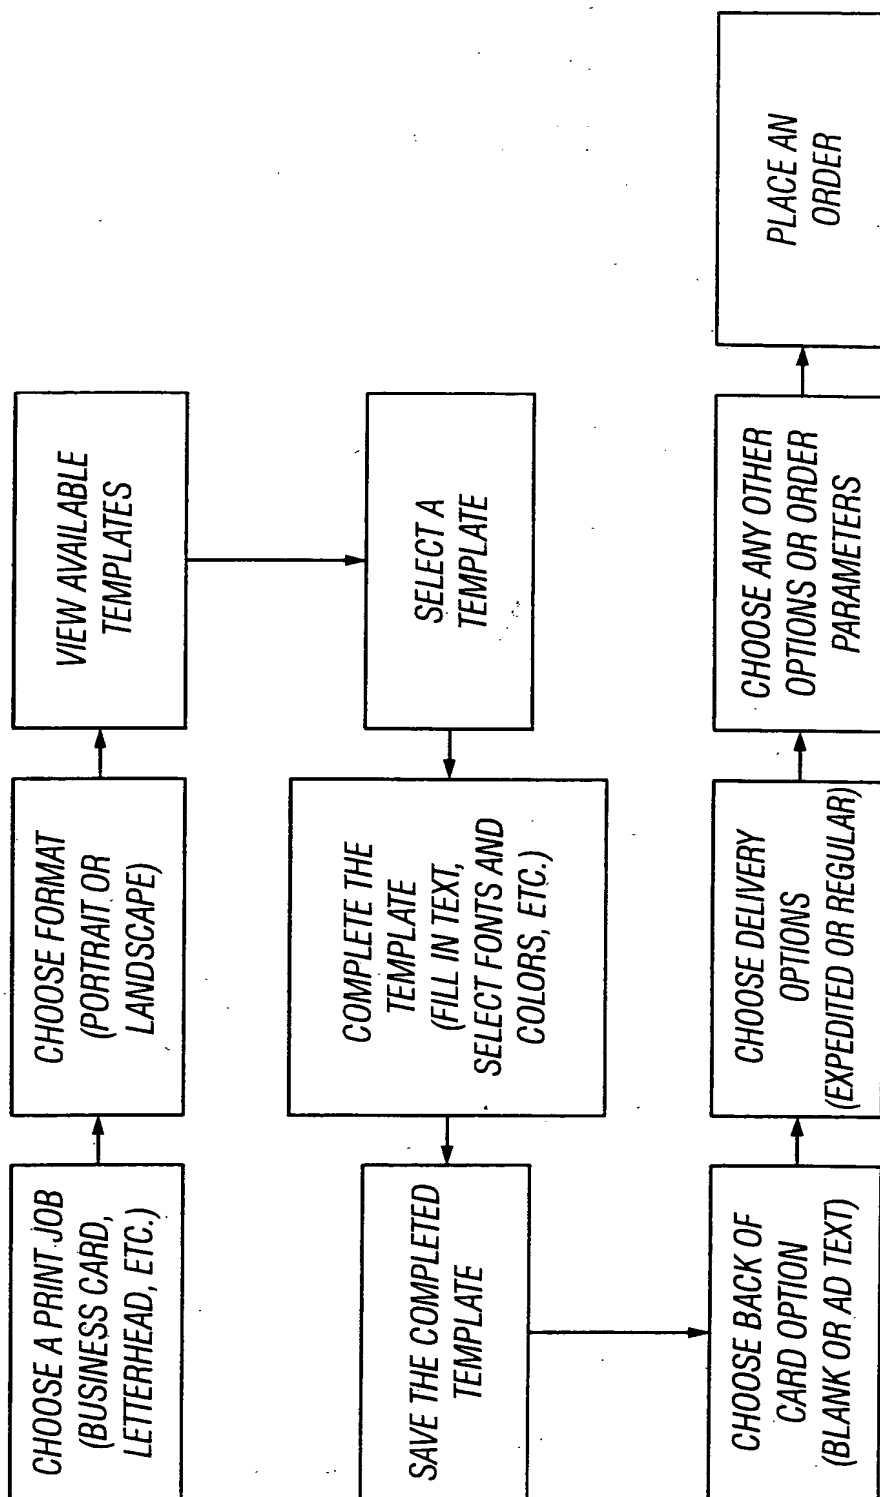 CHOOSE A PRINT JOB
(BUSINESS CARD,
LETTERHEAD, ETC.)
CHOOSE FORMAT
(PORTRAIT OR
LANDSCAPE)
VIEW AVAILABLE
TEMPLATES
SELECT A
TEMPLATE
COMPLETE THE
TEMPLATE
(FILL IN TEXT,
SELECT FONTS AND
COLORS, ETC.)
SAVE THE COMPLETED
TEMPLATE
CHOOSE BACK OF
CARD OPTION
(BLANK OR AD TEXT)
CHOOSE DELIVERY
OPTIONS
(EXPEDITED OR REGULAR)
CHOOSE ANY OTHER
OPTIONS OR ORDER
PARAMETERS
PLACE AN
ORDER